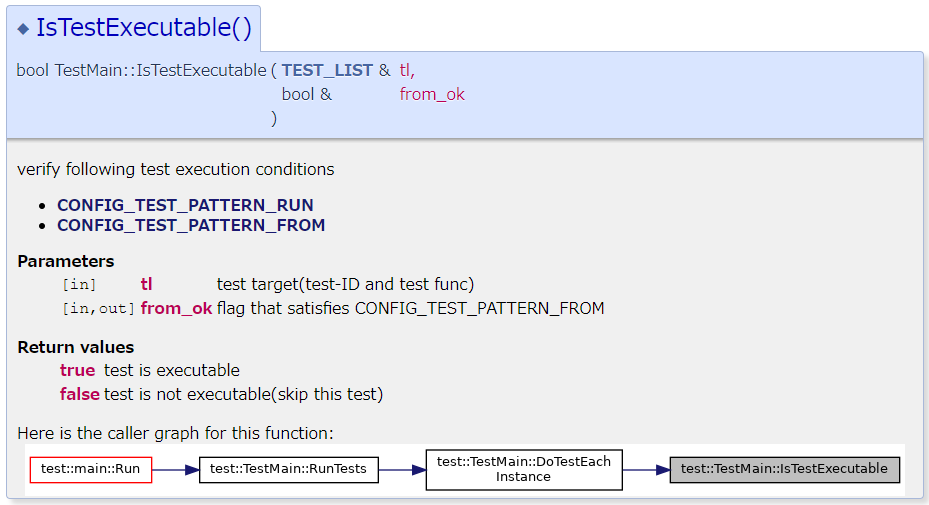 ◆ IsTestExecutable()
bool TestMain::IsTestExecutable ( TEST_LIST & tl,
bool & from_ok
)
verify following test execution conditions
• CONFIG_TEST_PATTERN_RUN
• CONFIG_TEST_PATTERN_FROM
Parameters
[in] tl test target(test-ID and test func)
[in,out] from_ok flag that satisfies CONFIG_TEST_PATTERN_FROM
Return values
true test is executable
false test is not executable(skip this test)
Here is the caller graph for this function:
test::main::Run
test::TestMain::RunTests
test::TestMain::DoTestEach
Instance
test::TestMain::IsTestExecutable